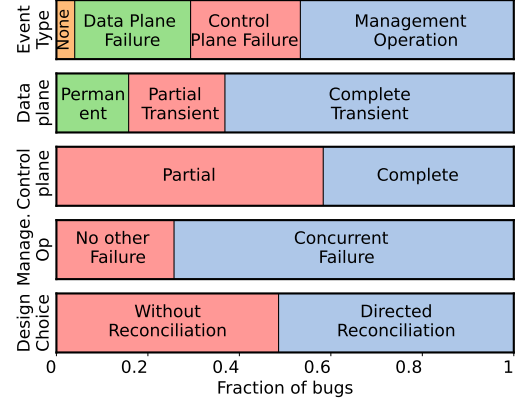 Event
Type
None
Data Plane
Failure
Control
Plane Failure
Management
Operation
Data
plane
Perman
ent
Partial
Transient
Complete
Transient
Control
plane
Partial
Complete
Manage.
Op
No other
Failure
Concurrent
Failure
Design
Choice
Without
Reconciliation
Directed
Reconciliation
0 0.2 0.4 0.6 0.8 1
Fraction of bugs